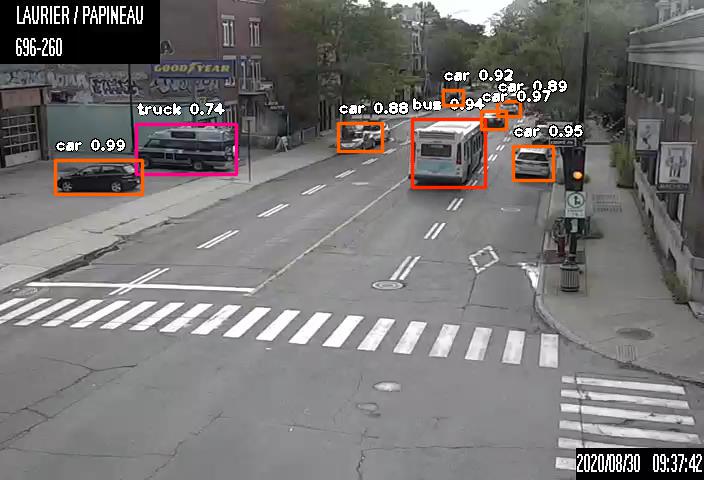 LAURIER / PAPINEAU
696-260
GOODYEAR
car 0.92
car 0.89
car 0.97
bus 0.94
car 0.88
truck 0.74
car 0.95
car 0.99
2020/08/30 09:37:42